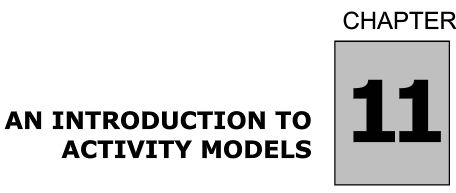 CHAPTER
11
AN INTRODUCTION TO
ACTIVITY MODELS